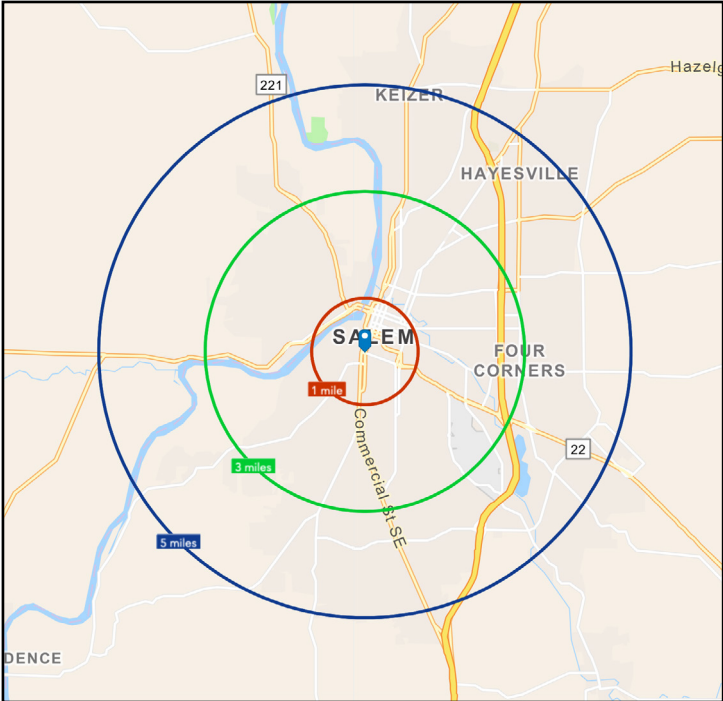 Hazelg
221
KEIZER
HAYESVILLE
SALEM
FOUR
CORNERS
1 mile
Commercial St SE
22
3 miles
5 miles
DENCE